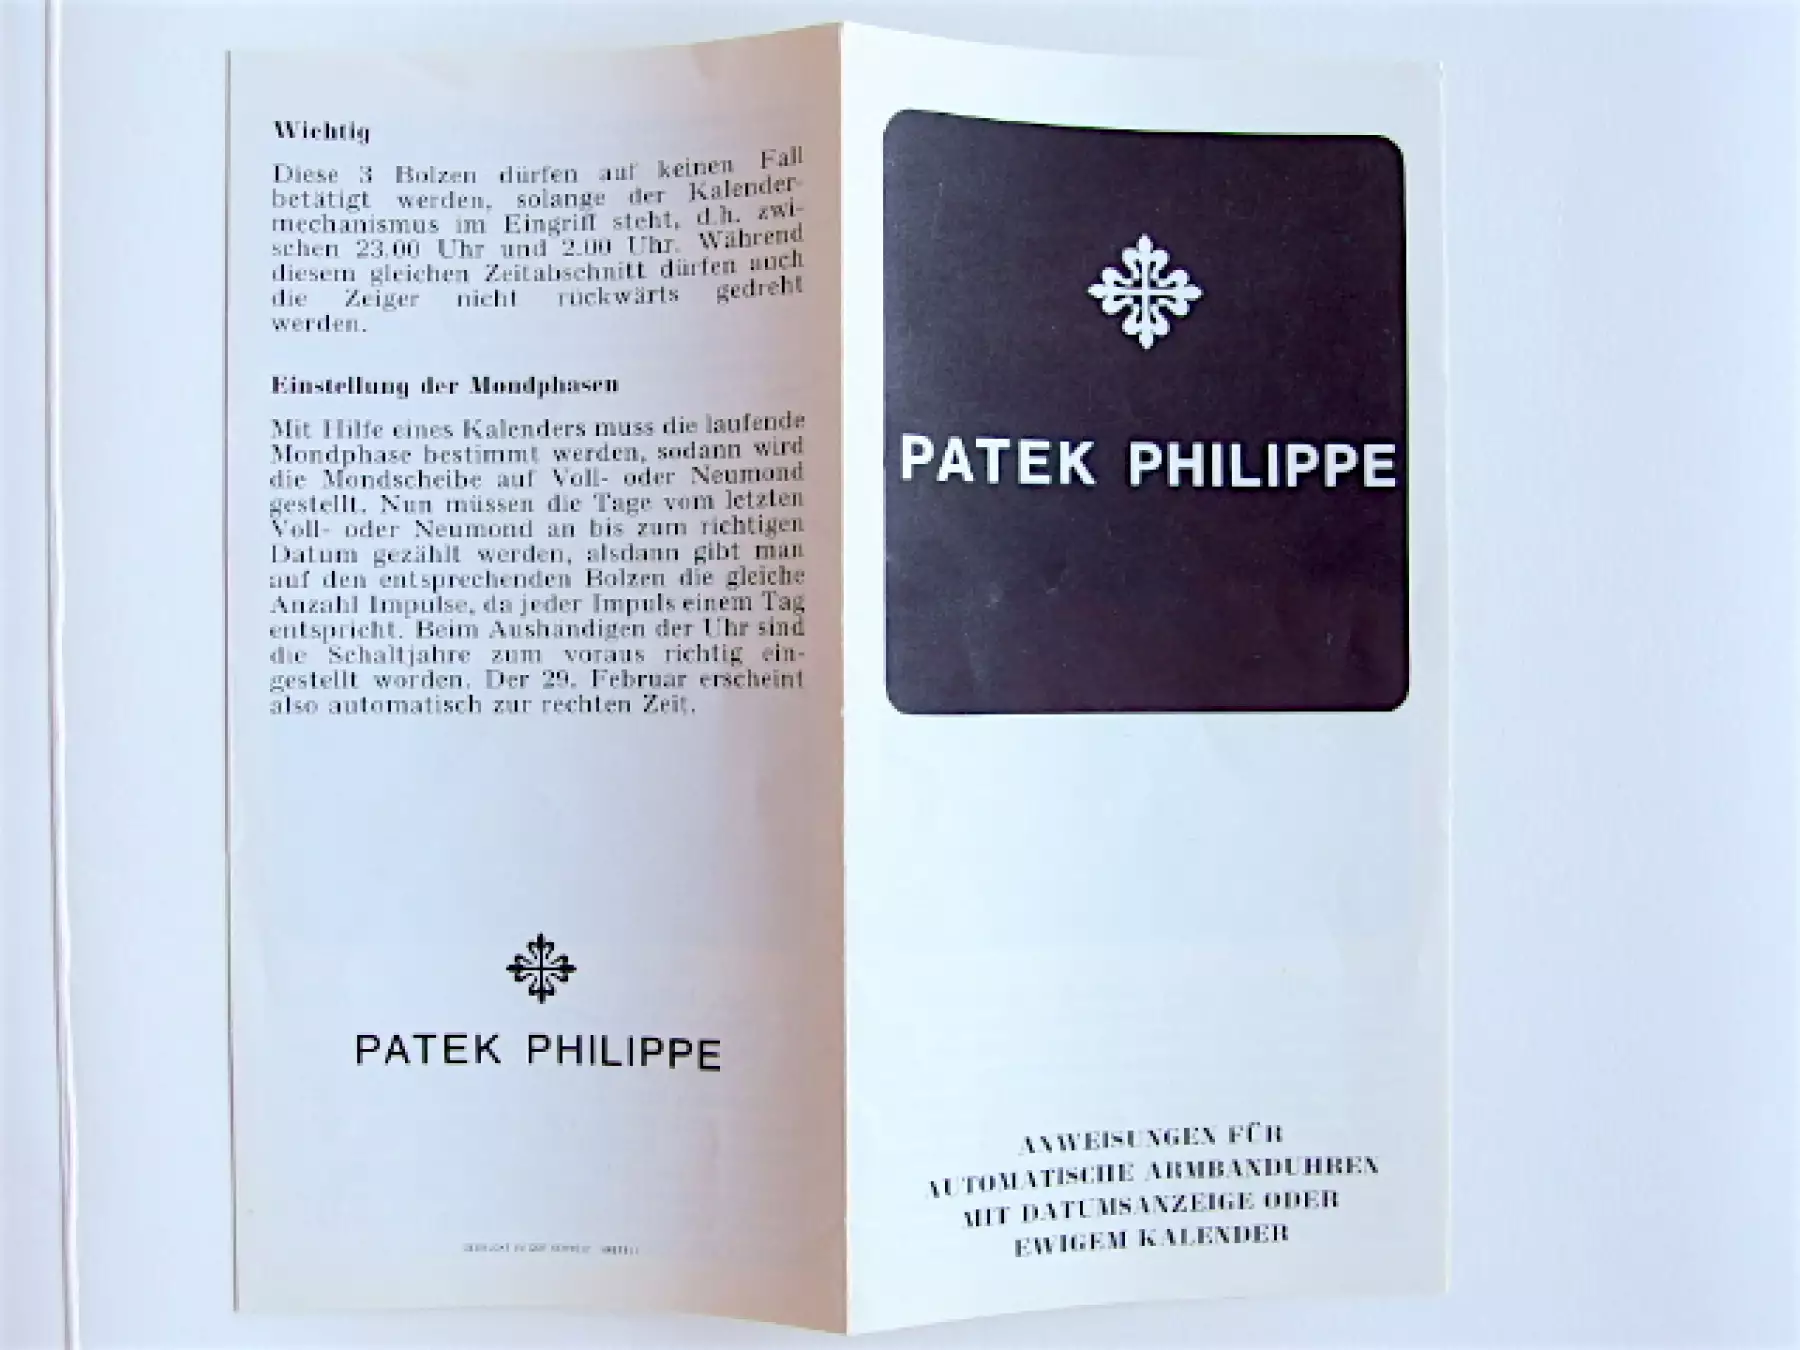 Wichtig
Diese 3 Bolzen dürfen auf keinen Fall
betätigt werden, solange der Kalender-
mechanismus im Eingriff steht, d.h. zwi-
schen 23.00 Uhr und 2.00 Uhr. Während
diesem gleichen Zeitabschnitt dürfen auch
die Zeiger nicht rückwärts gedreht
werden.
Einstellung der Mondphasen
Mit Hilfe eines Kalenders muss die laufende
Mondphase bestimmt werden, sodann wird
die Mondscheibe auf Voll- oder Neumond
gestellt. Nun müssen die Tage vom letzten
Voll- oder Neumond an bis zum richtigen
Datum gezählt werden, alsdann gibt man
auf den entsprechenden Bolzen die gleiche
Anzahl Impulse, da jeder Impuls einem Tag
entspricht. Beim Aushändigen der Uhr sind
die Schaltjahre zum voraus richtig ein-
gestellt worden. Der 29. Februar erscheint
also automatisch zur rechten Zeit.
PATEK PHILIPPE
PATEK PHILIPPE
ANWEISUNGEN FÜR
AUTOMATISCHE ARMBANDUHREN
MIT DATUMSANZEIGE ODER
EWIGEM KALENDER